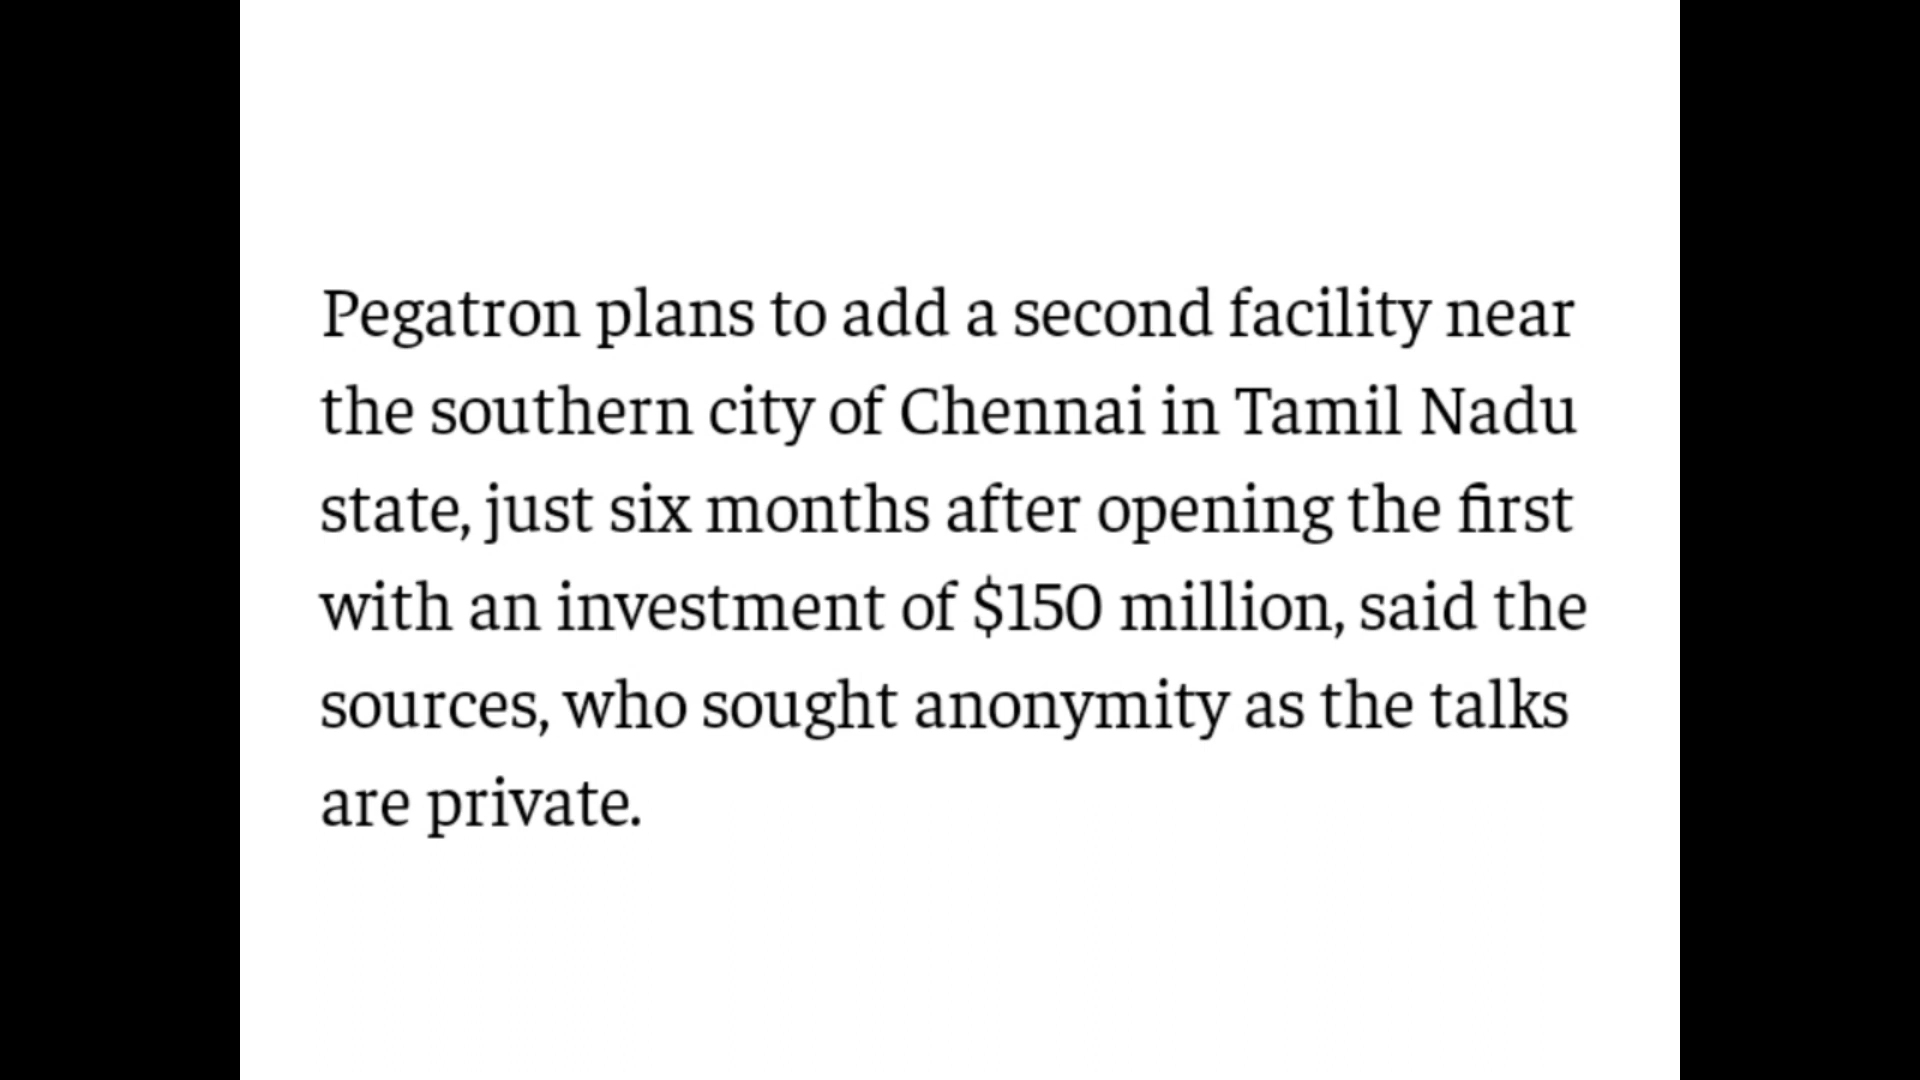 Pegatron plans to add a second facility near
the southern city of Chennai in Tamil Nadu
state, just six months after opening the first
with an investment of $150 million, said the
sources, who sought anonymity as the talks
are private.